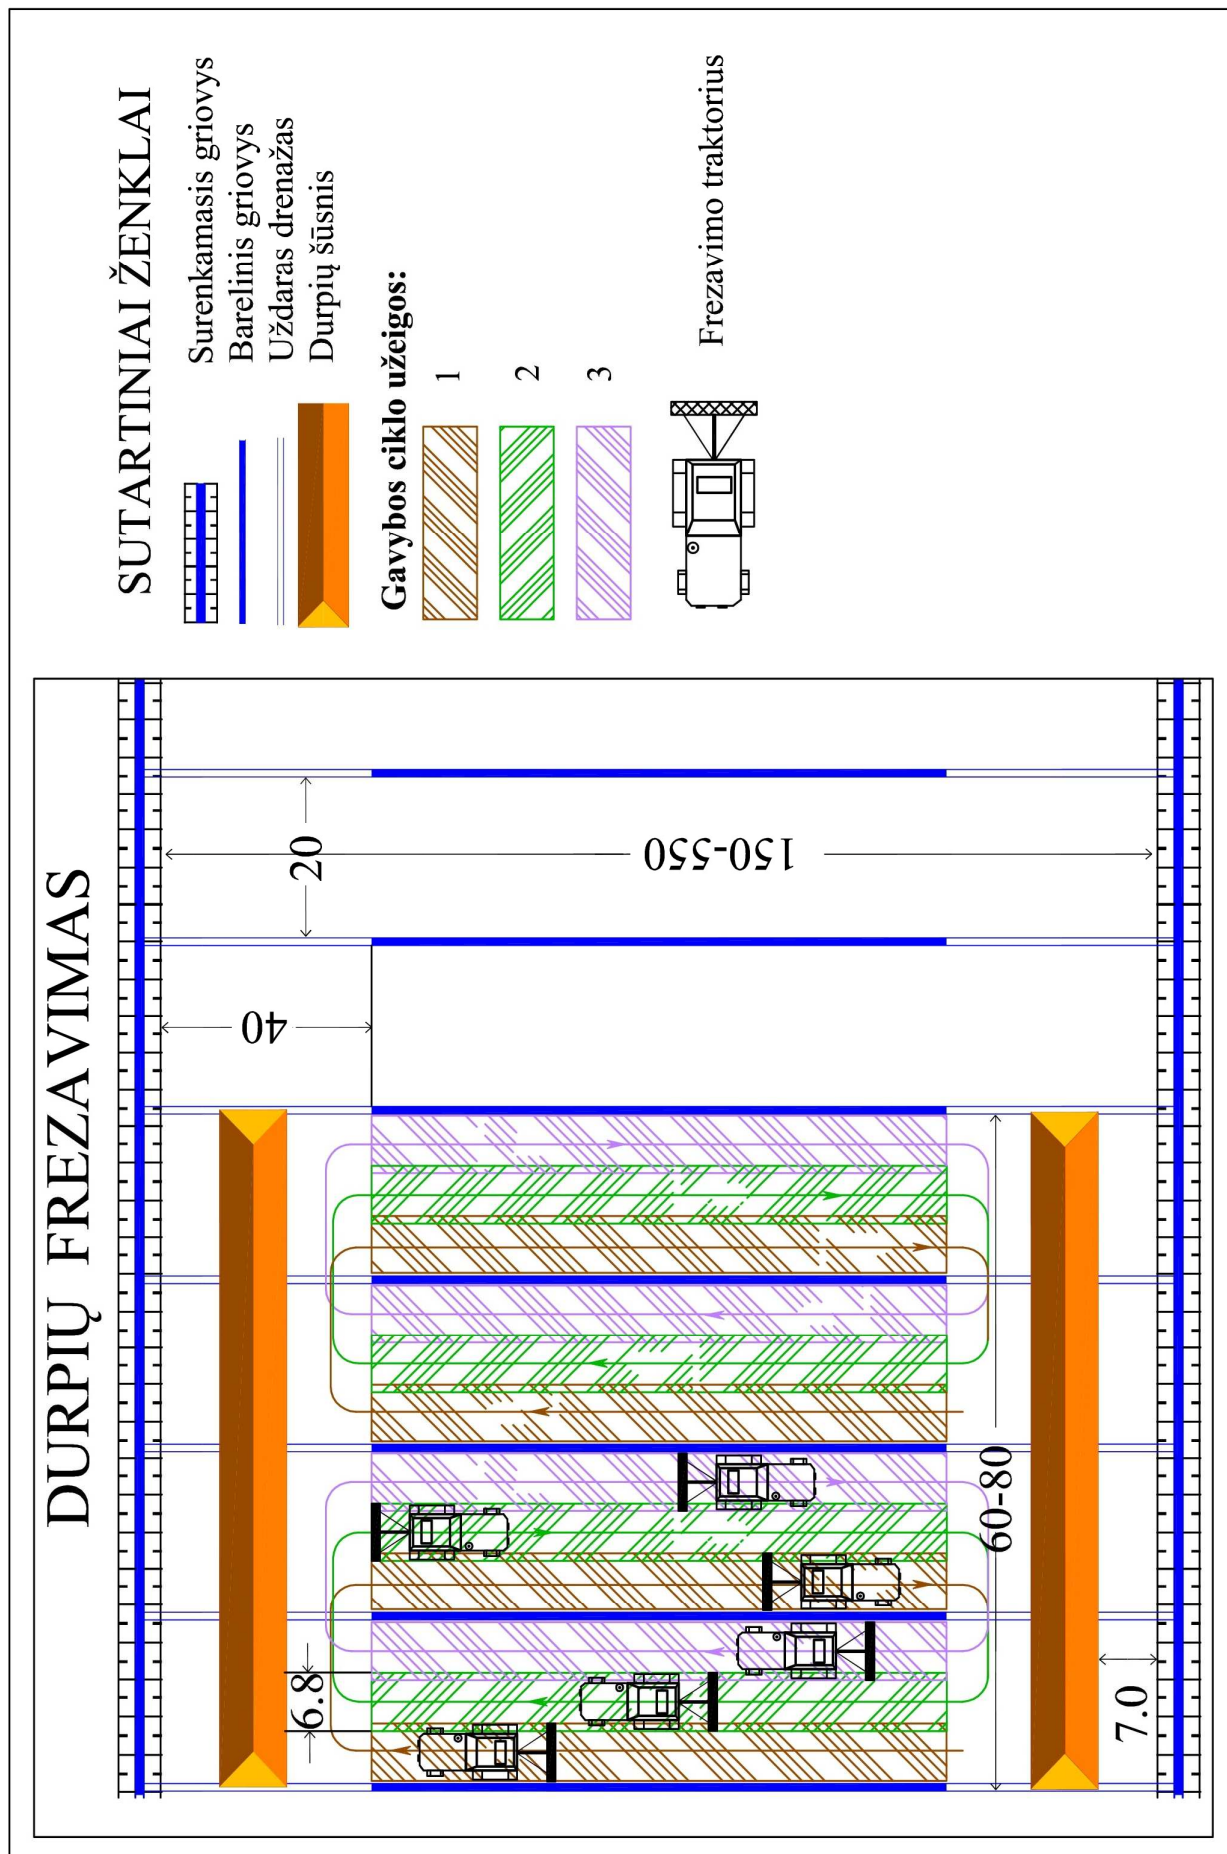 DURPIŲ FREZAVIMAS
40
20
150-550
6.8
60-80
7.0
SUTARTINIAI ŽENKLAI
Surenkamasis griovys
Barelinis griovys
Uždaras drenažas
Durpių šūsnis
Gavybos ciklo užeigos:
1
2
3
Frezavimo traktorius